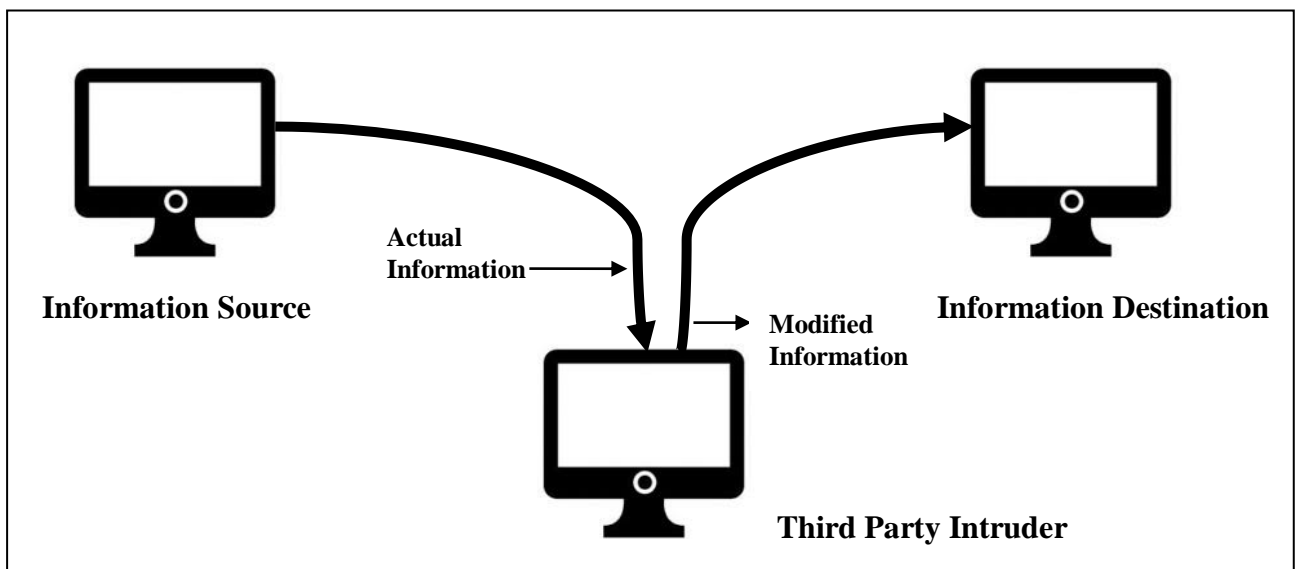 Actual
Information
Information Source
Information Destination
Modified
Information
Third Party Intruder